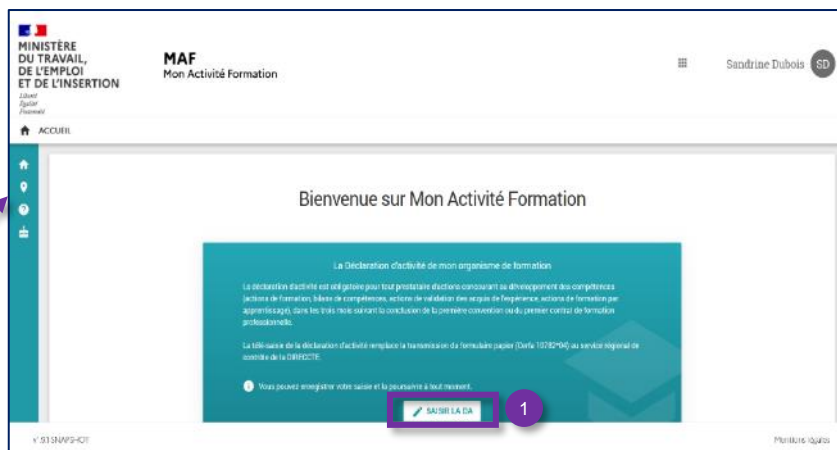 MINISTÈRE
DU TRAVAIL,
DE L'EMPLOI
ET DE L'INSERTION
Liberté
Égalité
Fraternité
MAF
Mon Activité Formation
Sandrine Dubois SD
ACCUEIL
Bienvenue sur Mon Activité Formation
La Déclaration d'activité de mon organisme de formation
La déclaration d'activité est obligatoire pour tout prestataire d'actions concourant au développement des compétences
(actions de formation, bilans de compétences, actions de validation des acquis de l'expérience, actions de formation par
apprentissage), dans les trois mois suivant la conclusion de la première convention ou du premier contrat de formation
professionnelle.
La télé-saisie de la déclaration d'activité remplace la transmission du formulaire papier (Cerfa 10782*04) au service régional de
contrôle de la DIRECCTE.
Vous pouvez enregistrer votre saisie et la poursuivre à tout moment.
SAISIR LA DA 1
Mentions légales